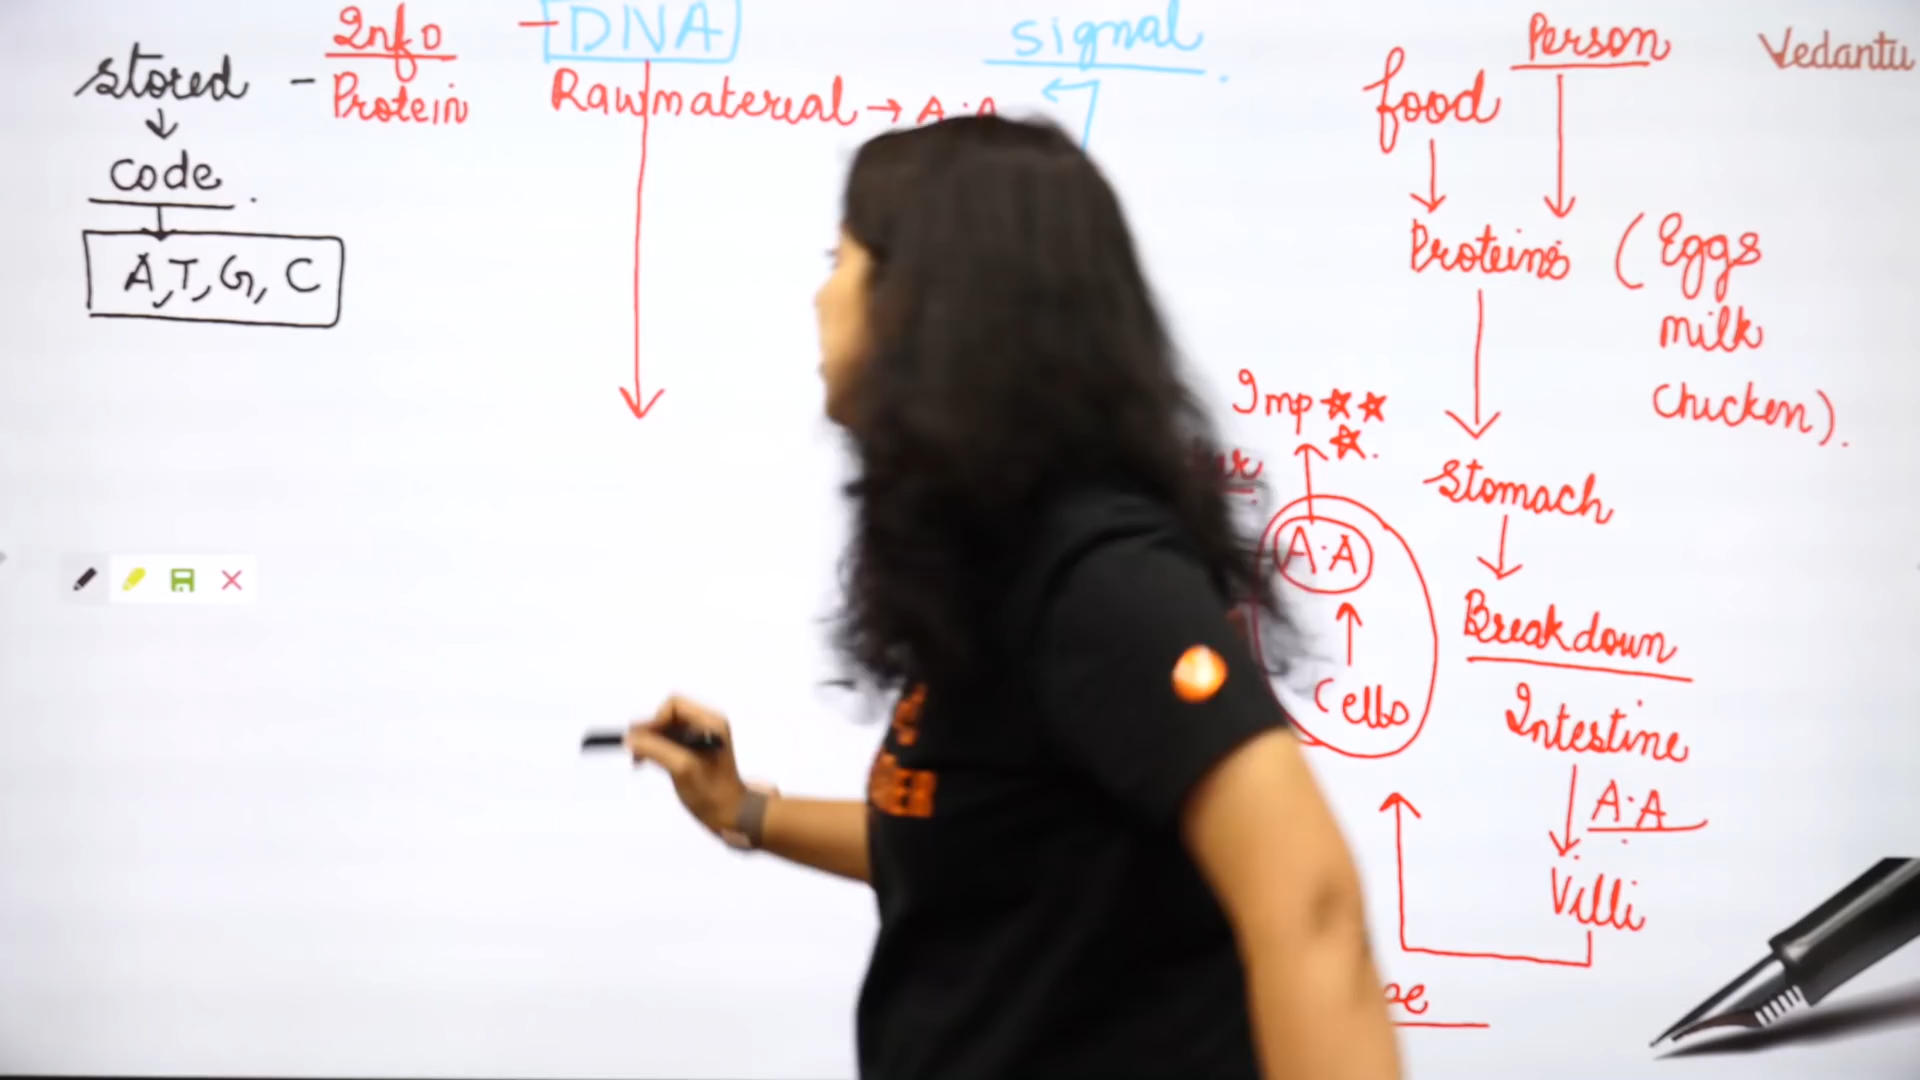 stored - Info - DNA
Protein
code
A, T, G, C
Raw material → A.A
signal
Person
food
Proteins (Eggs
milk
chicken).
Stomach
Breakdown
Intestine
A.A
Villi
Imp
A.A
Cells
Vedantu